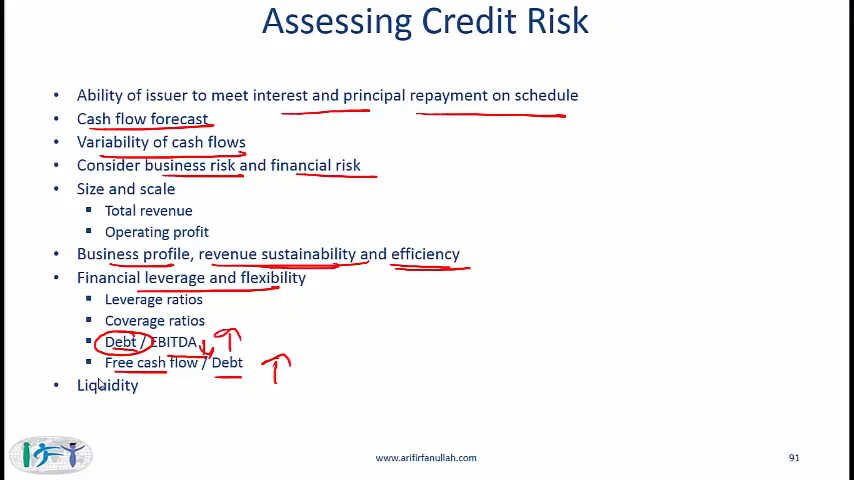 Assessing Credit Risk
• Ability of issuer to meet interest and principal repayment on schedule
• Cash flow forecast
• Variability of cash flows
• Consider business risk and financial risk
• Size and scale
▪ Total revenue
▪ Operating profit
• Business profile, revenue sustainability and efficiency
• Financial leverage and flexibility
▪ Leverage ratios
▪ Coverage ratios
▪ Debt / EBITDA
▪ Free cash flow / Debt
• Liquidity
www.arifirfanullah.com
91